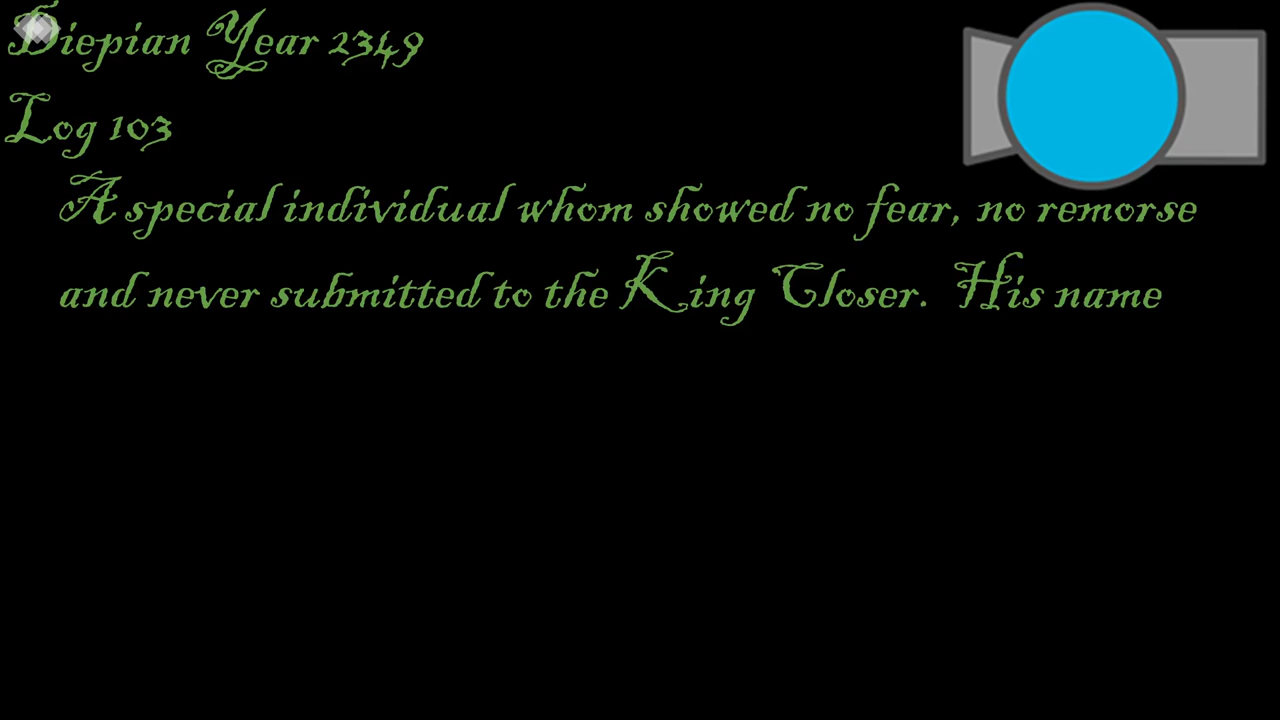 Diepian Year 2349
Log 103
A special individual whom showed no fear, no remorse
and never submitted to the King Closer. His name